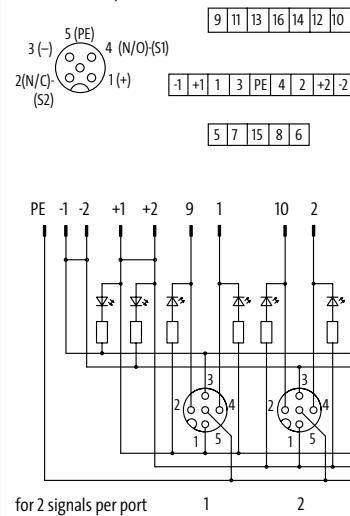 9 11 13 16 14 12 10
5 (PE)
3 (–) 4 (N/O)-(S1)
2(N/C)- 1 (+)
(S2)
-1 +1 1 3 PE 4 2 +2 -2
5 7 15 8 6
PE -1 -2 +1 +2 9 1 10 2
3 3
2 4 2 4
1 5 1 5
for 2 signals per port 1 2